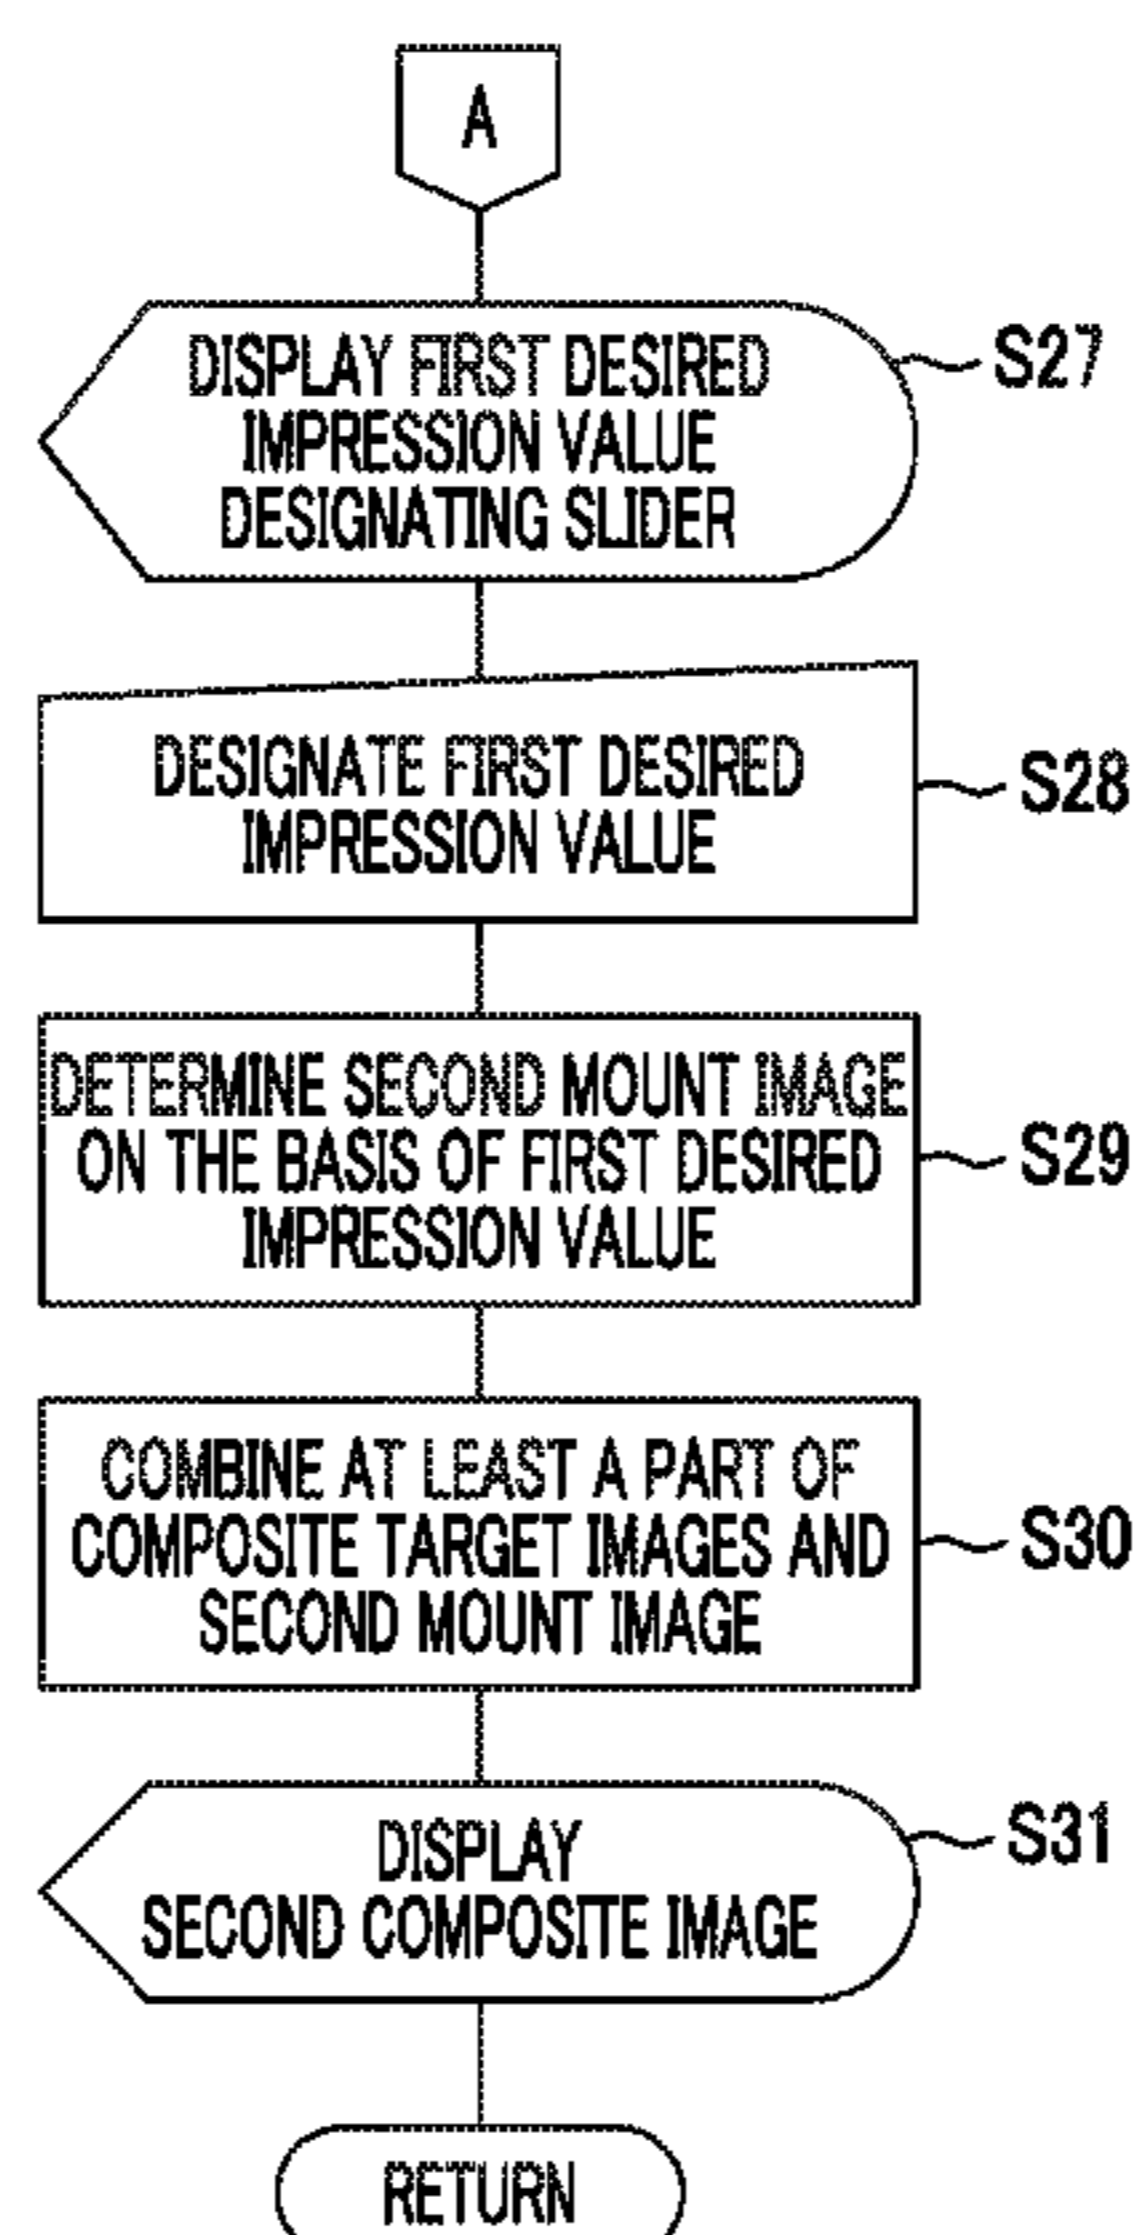 A
DISPLAY FIRST DESIRED
IMPRESSION VALUE
DESIGNATING SLIDER
S27
DESIGNATE FIRST DESIRED
IMPRESSION VALUE
S28
DETERMINE SECOND MOUNT IMAGE
ON THE BASIS OF FIRST DESIRED
IMPRESSION VALUE
S29
COMBINE AT LEAST A PART OF
COMPOSITE TARGET IMAGES AND
SECOND MOUNT IMAGE
S30
DISPLAY
SECOND COMPOSITE IMAGE
S31
RETURN